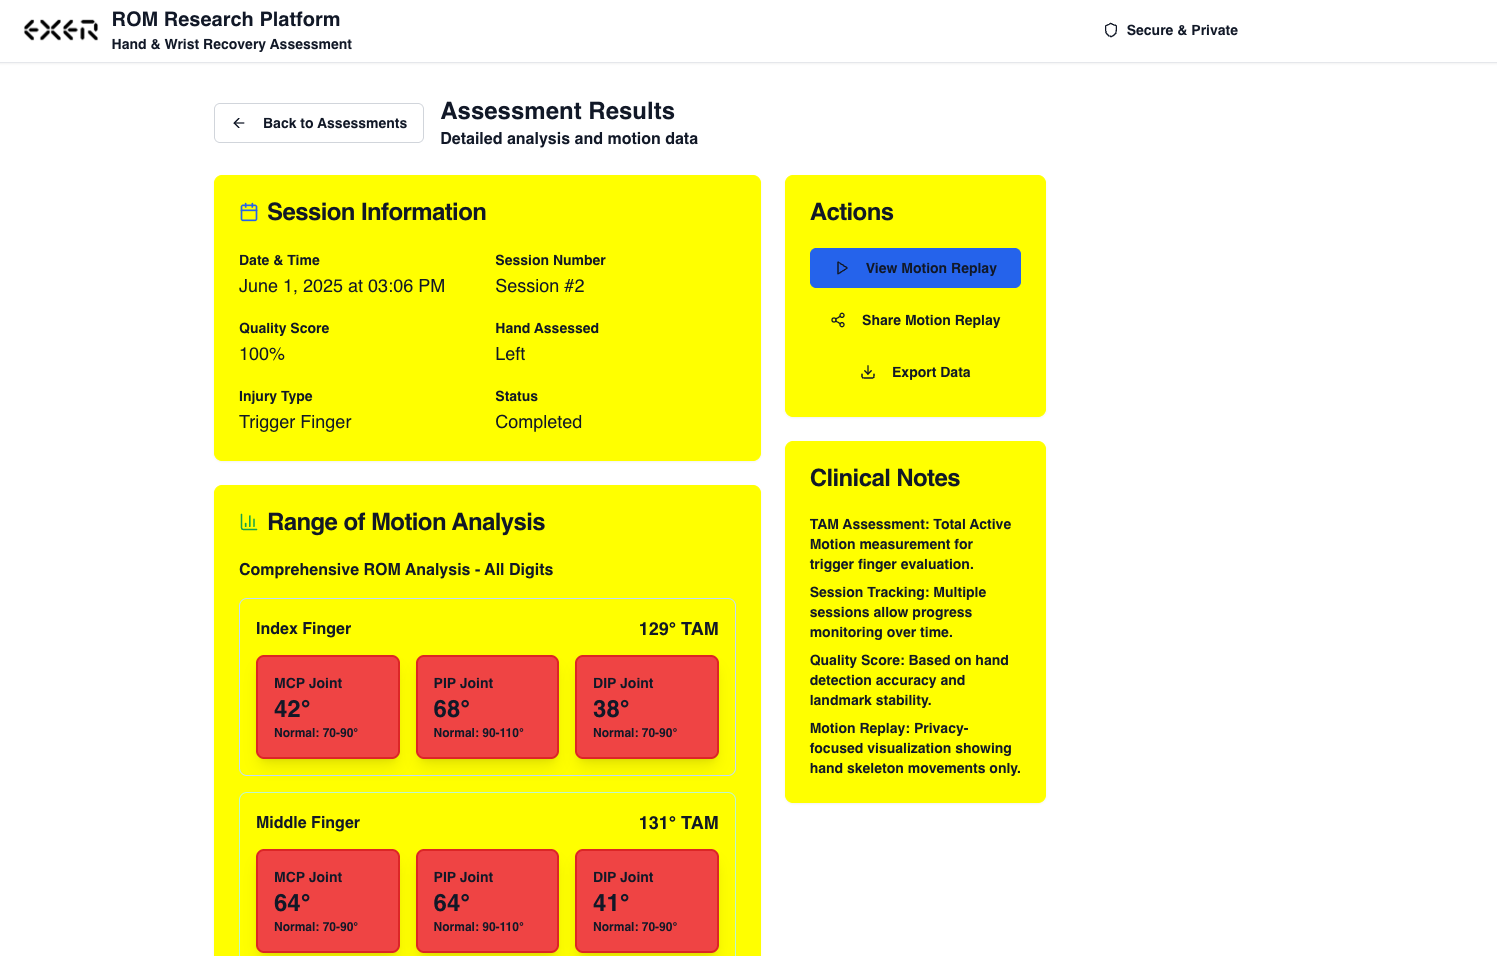 EXER
ROM Research Platform
Hand & Wrist Recovery Assessment
Secure & Private
Back to Assessments
Assessment Results
Detailed analysis and motion data
Session Information
Date & Time
June 1, 2025 at 03:06 PM
Session Number
Session #2
Quality Score
100%
Hand Assessed
Left
Injury Type
Trigger Finger
Status
Completed
Range of Motion Analysis
Comprehensive ROM Analysis - All Digits
Index Finger
129° TAM
MCP Joint
42°
Normal: 70-90°
PIP Joint
68°
Normal: 90-110°
DIP Joint
38°
Normal: 70-90°
Middle Finger
131° TAM
MCP Joint
64°
Normal: 70-90°
PIP Joint
64°
Normal: 90-110°
DIP Joint
41°
Normal: 70-90°
Actions
View Motion Replay
Share Motion Replay
Export Data
Clinical Notes
TAM Assessment: Total Active
Motion measurement for
trigger finger evaluation.
Session Tracking: Multiple
sessions allow progress
monitoring over time.
Quality Score: Based on hand
detection accuracy and
landmark stability.
Motion Replay: Privacy-
focused visualization showing
hand skeleton movements only.